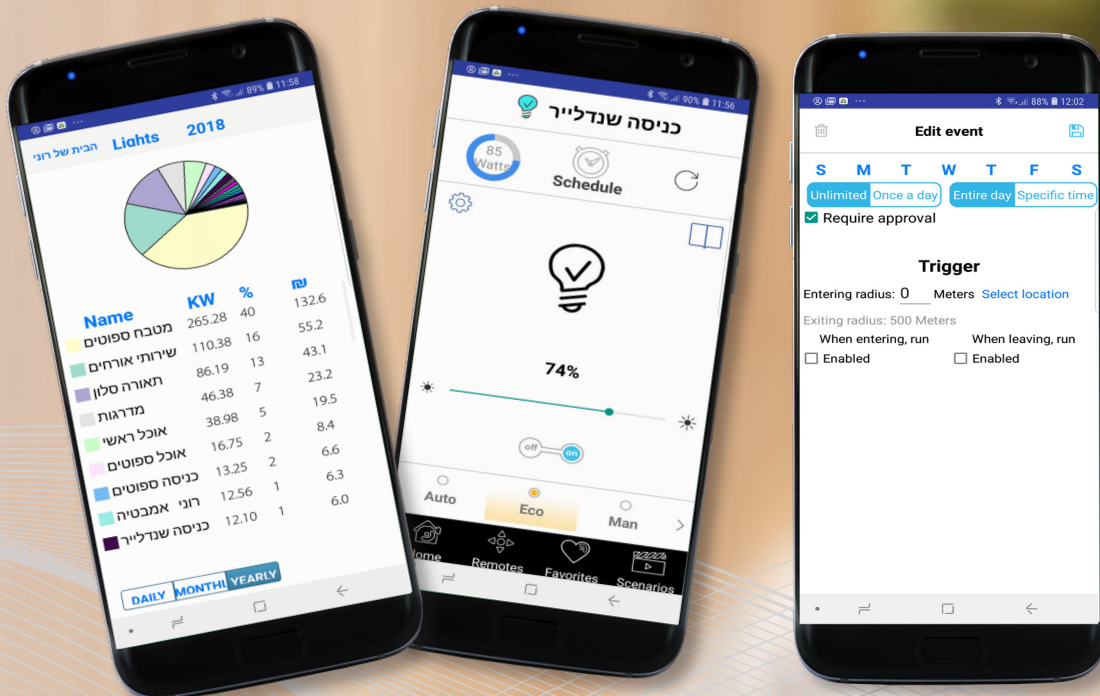 89% 11:58
הבית של רוני Lights 2018
Name KW % ₪
מטבח ספוטים 265.28 40 132.6
שירותי אורחים 110.38 16 55.2
תאורה סלון 86.19 13 43.1
מדרגות 46.38 7 23.2
אוכל ראשי 38.98 5 19.5
אוכל ספוטים 16.75 2 8.4
כניסה ספוטים 13.25 2 6.6
רוני אמבטיה 12.56 1 6.3
כניסה שנדלייר 12.10 1 6.0
DAILY MONTHL YEARLY
90% 11:56
כניסה שנדלייר
85
Watts
Schedule
74%
off on
Auto Eco Man
Home Remotes Favorites Scenarios
88% 12:02
Edit event
S M T W T F S
Unlimited Once a day Entire day Specific time
Require approval
Trigger
Entering radius: 0 Meters Select location
Exiting radius: 500 Meters
When entering, run When leaving, run
Enabled Enabled